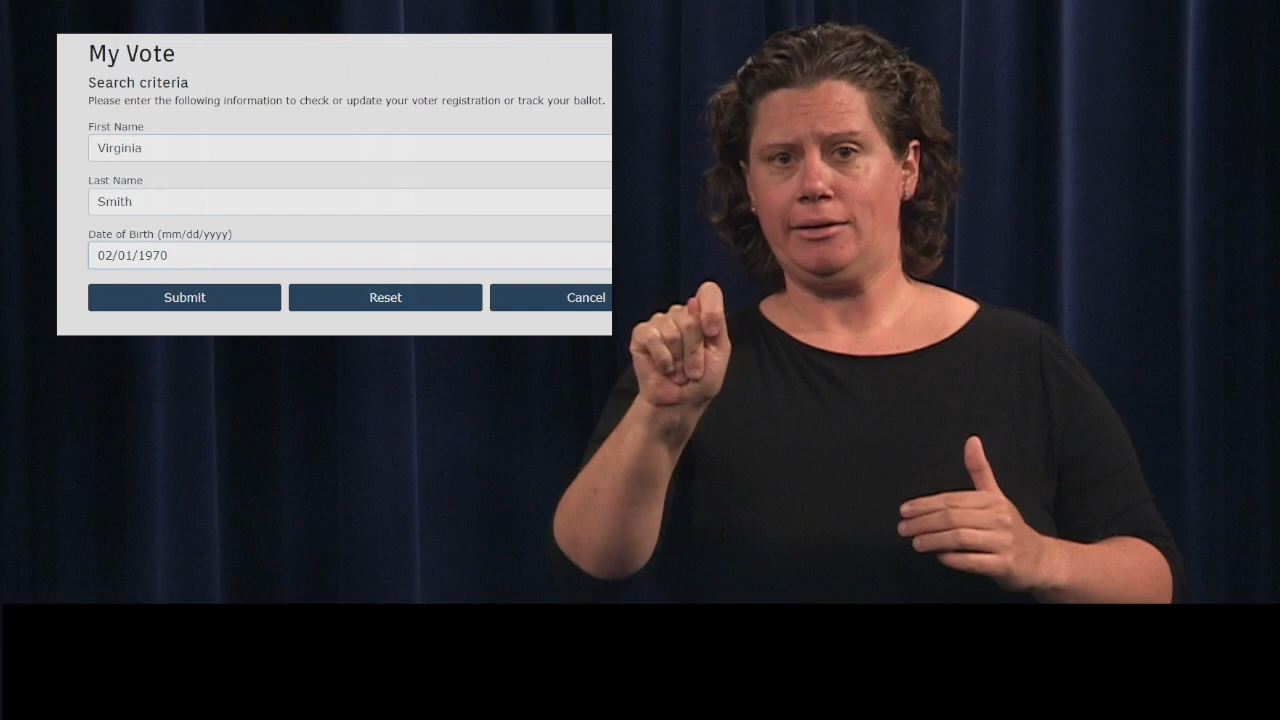 My Vote
Search criteria
Please enter the following information to check or update your voter registration or track your ballot.
First Name
Virginia
Last Name
Smith
Date of Birth (mm/dd/yyyy)
02/01/1970
Submit Reset Cancel